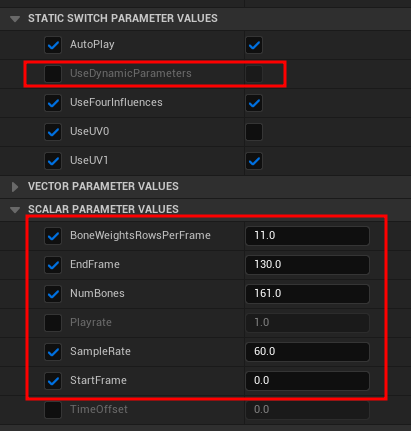 STATIC SWITCH PARAMETER VALUES
AutoPlay
UseDynamicParameters
UseFourInfluences
UseUV0
UseUV1
VECTOR PARAMETER VALUES
SCALAR PARAMETER VALUES
BoneWeightsRowsPerFrame 11.0
EndFrame 130.0
NumBones 161.0
Playrate 1.0
SampleRate 60.0
StartFrame 0.0
TimeOffset 0.0